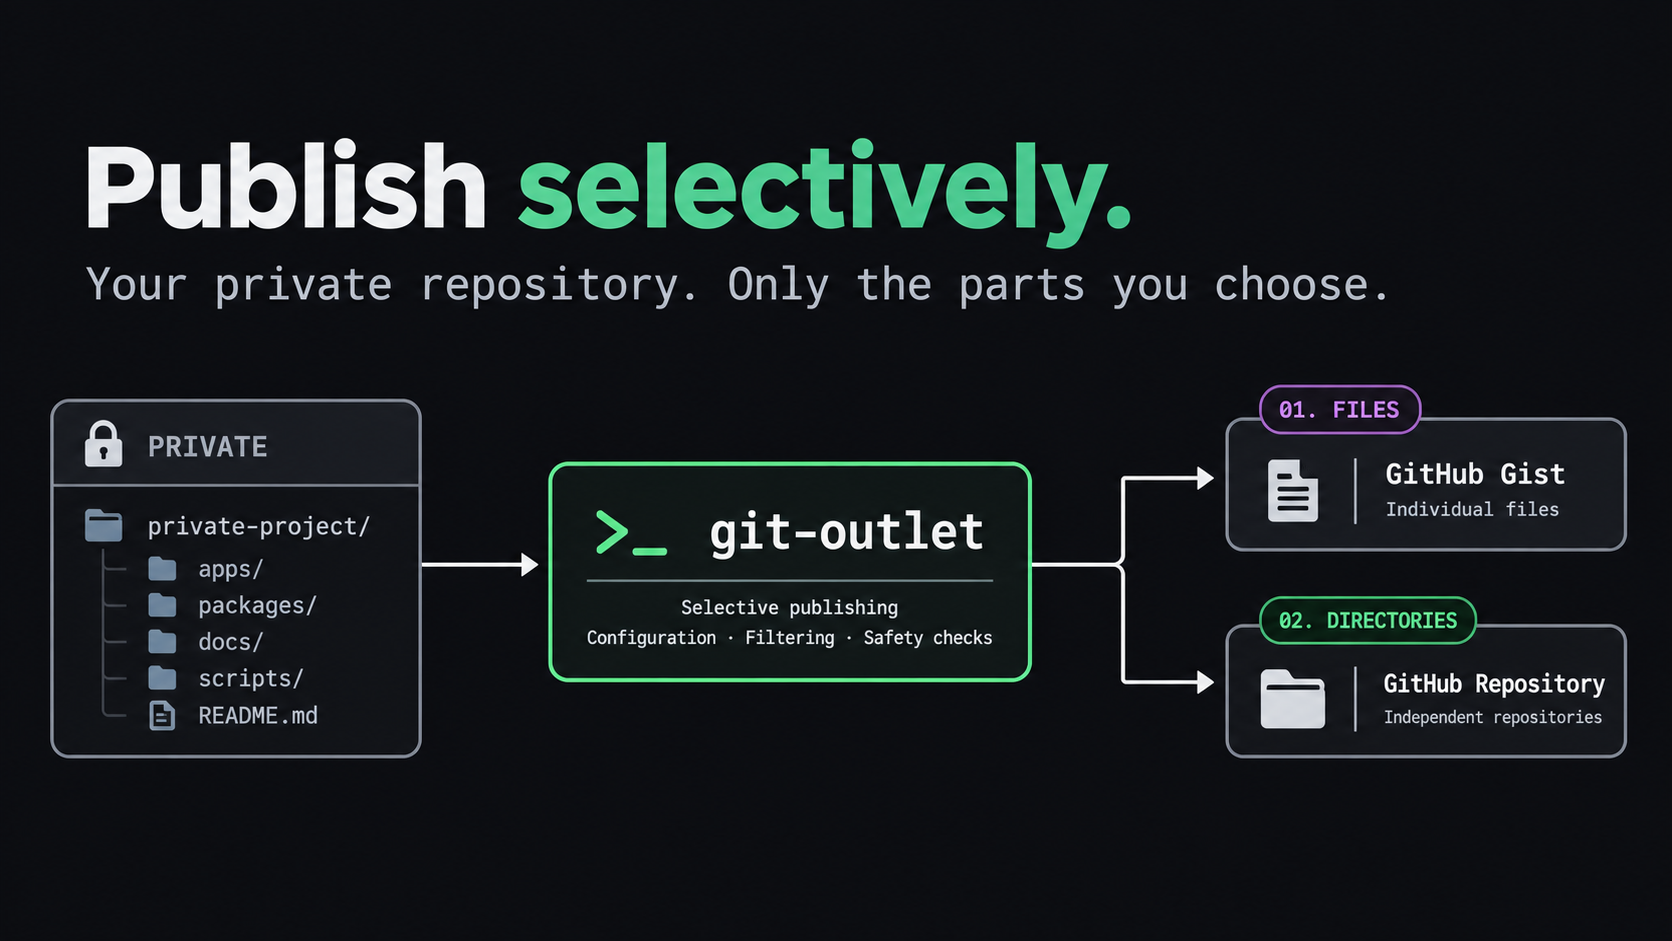 Publish selectively.
Your private repository. Only the parts you choose.
PRIVATE
private-project/
apps/
packages/
docs/
scripts/
README.md
>_ git-outlet
Selective publishing
Configuration · Filtering · Safety checks
01. FILES
GitHub Gist
Individual files
02. DIRECTORIES
GitHub Repository
Independent repositories